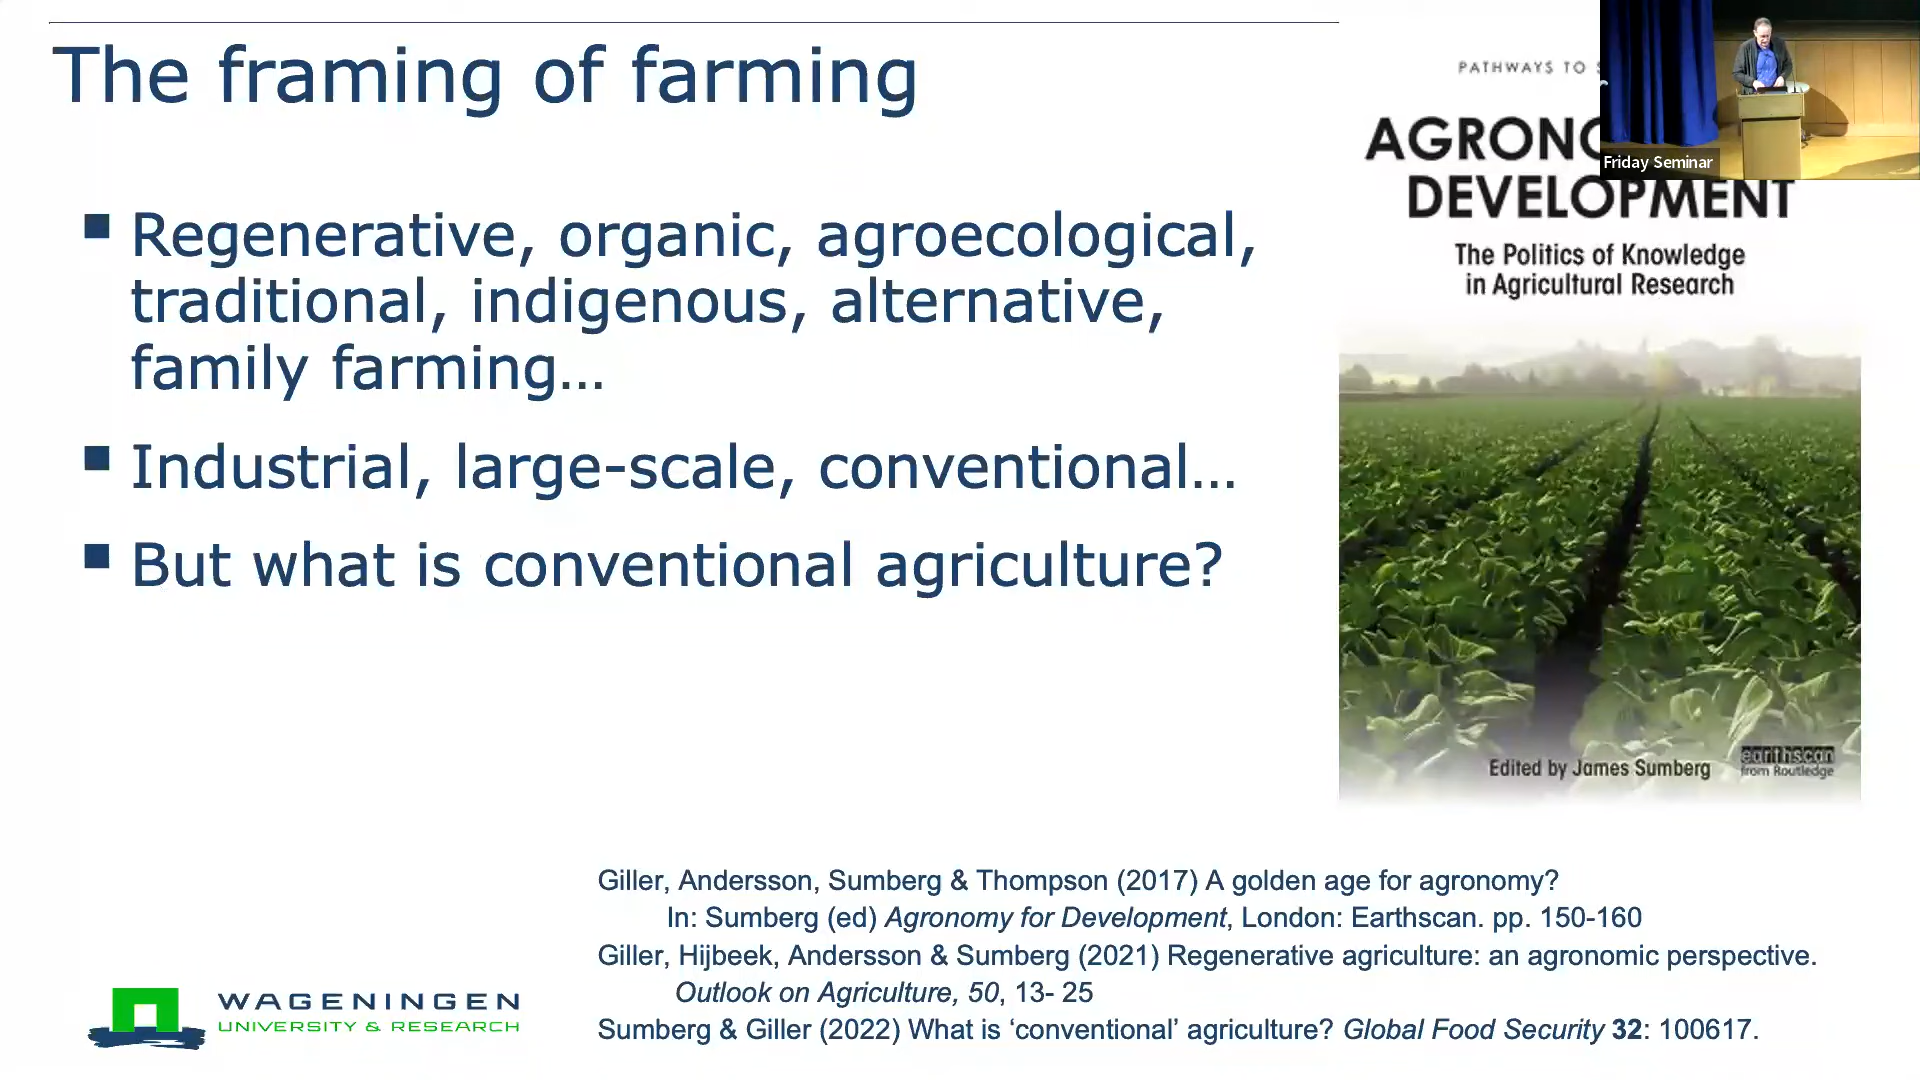 The framing of farming
Regenerative, organic, agroecological,
traditional, indigenous, alternative,
family farming...
Industrial, large-scale, conventional...
But what is conventional agriculture?
PATHWAYS TO
DEVELOPMENT
The Politics of Knowledge
in Agricultural Research
Edited by James Sumberg
earthscan
from Routledge
Friday Seminar
Giller, Andersson, Sumberg & Thompson (2017) A golden age for agronomy?
In: Sumberg (ed) Agronomy for Development, London: Earthscan. pp. 150-160
Giller, Hijbeek, Andersson & Sumberg (2021) Regenerative agriculture: an agronomic perspective.
Outlook on Agriculture, 50, 13- 25
Sumberg & Giller (2022) What is ‘conventional’ agriculture? Global Food Security 32: 100617.
WAGENINGEN
UNIVERSITY & RESEARCH